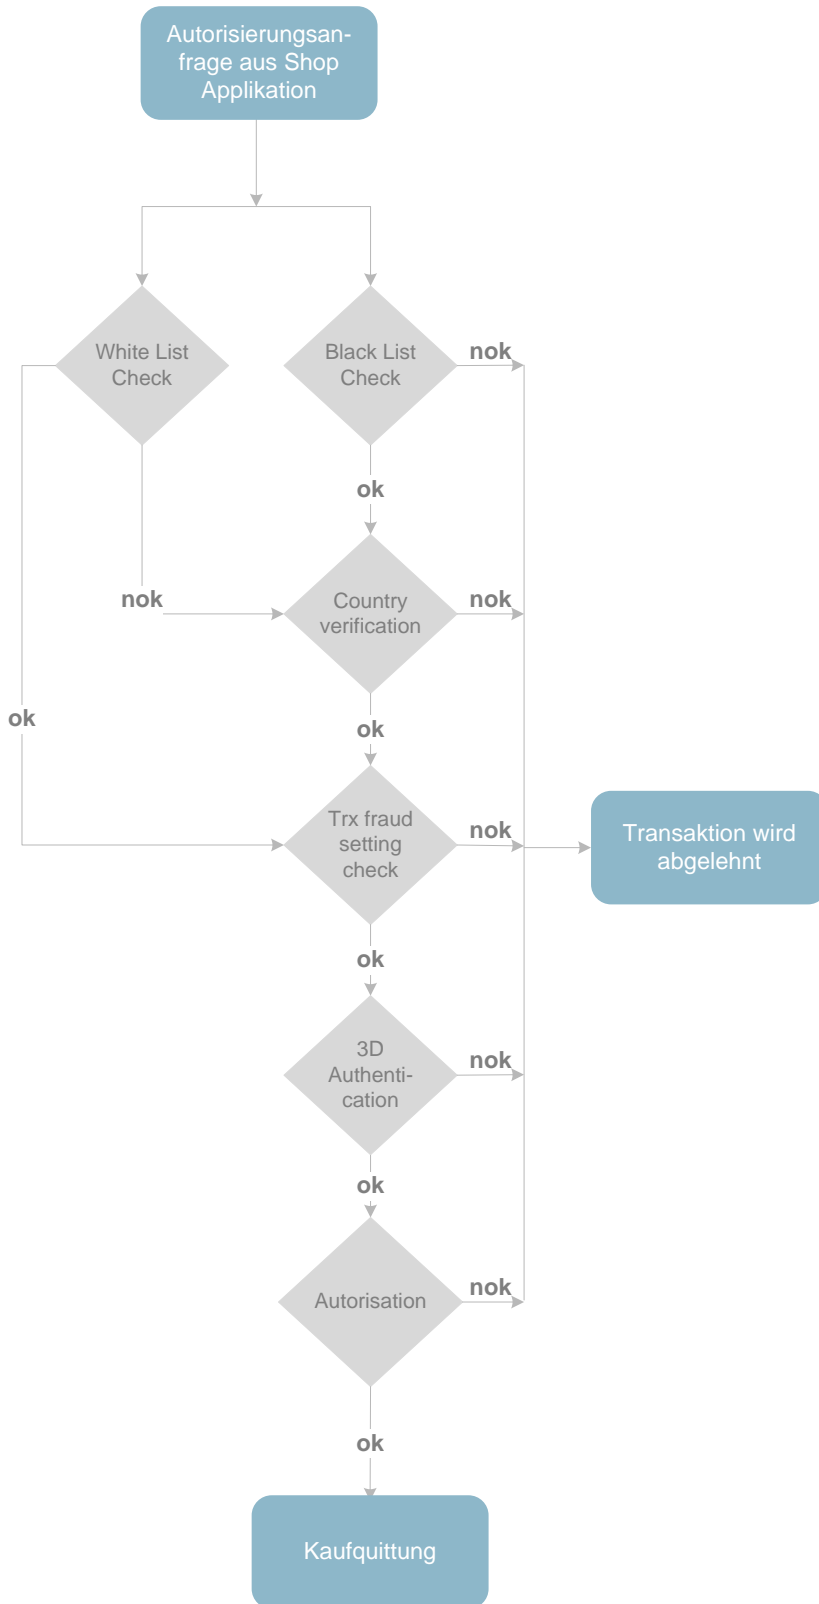 Autorisierungsan-
frage aus Shop
Applikation
White List
Check
Black List
Check
nok
ok
nok
Country
verification
nok
ok
ok
Trx fraud
setting
check
nok
Transaktion wird
abgelehnt
ok
3D
Authenti-
cation
nok
ok
Autorisation
nok
ok
Kaufquittung